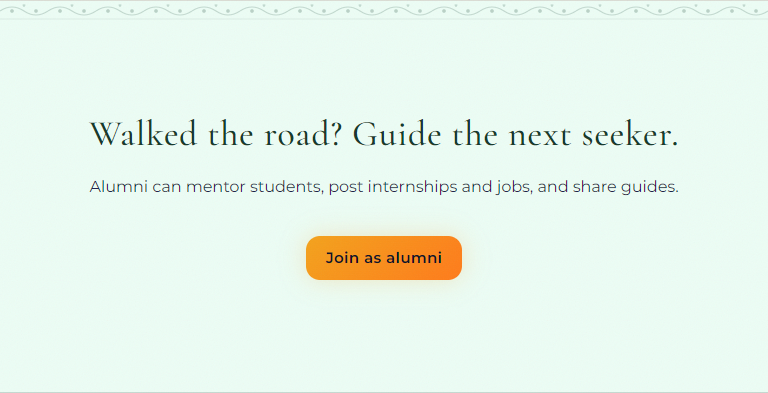 Walked the road? Guide the next seeker.
Alumni can mentor students, post internships and jobs, and share guides.
Join as alumni